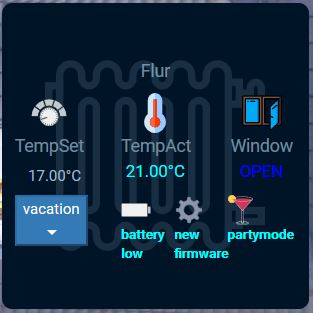 Flur
TempSet TempAct Window
17.00°C 21.00°C OPEN
vacation
battery low
new firmware
partymode